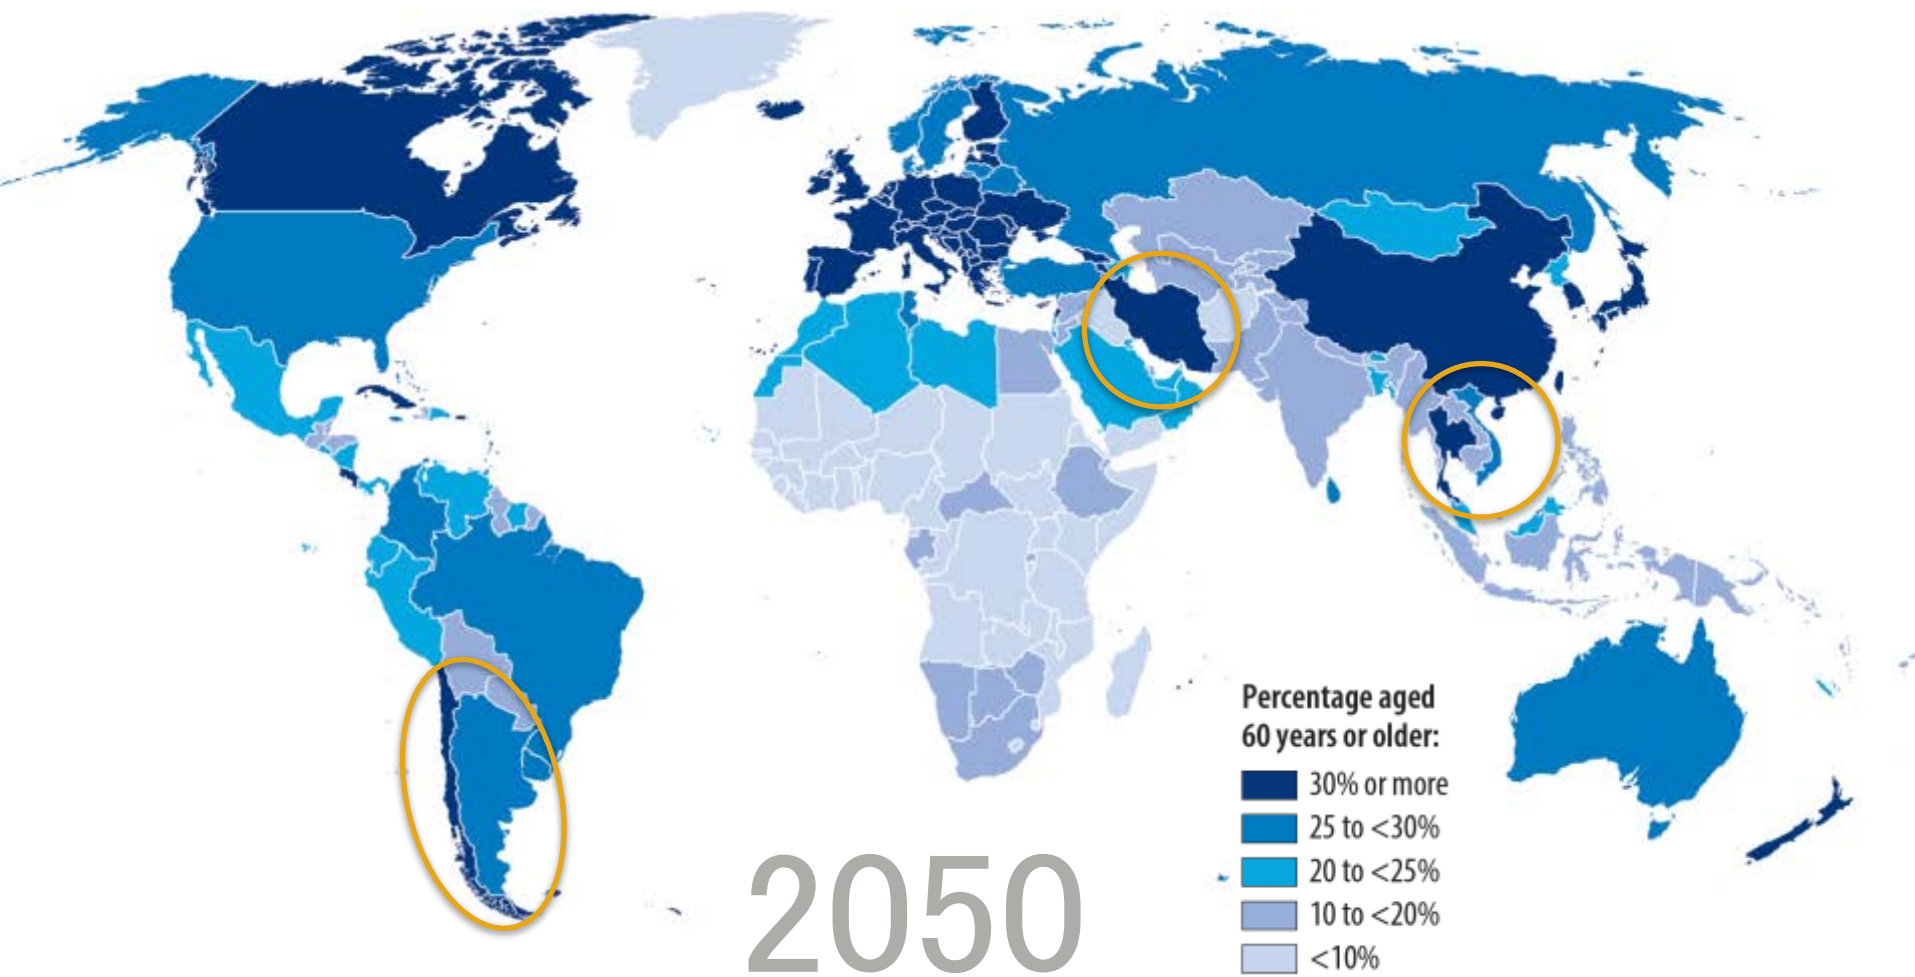 2050
Percentage aged
60 years or older:
30% or more
25 to <30%
20 to <25%
10 to <20%
<10%